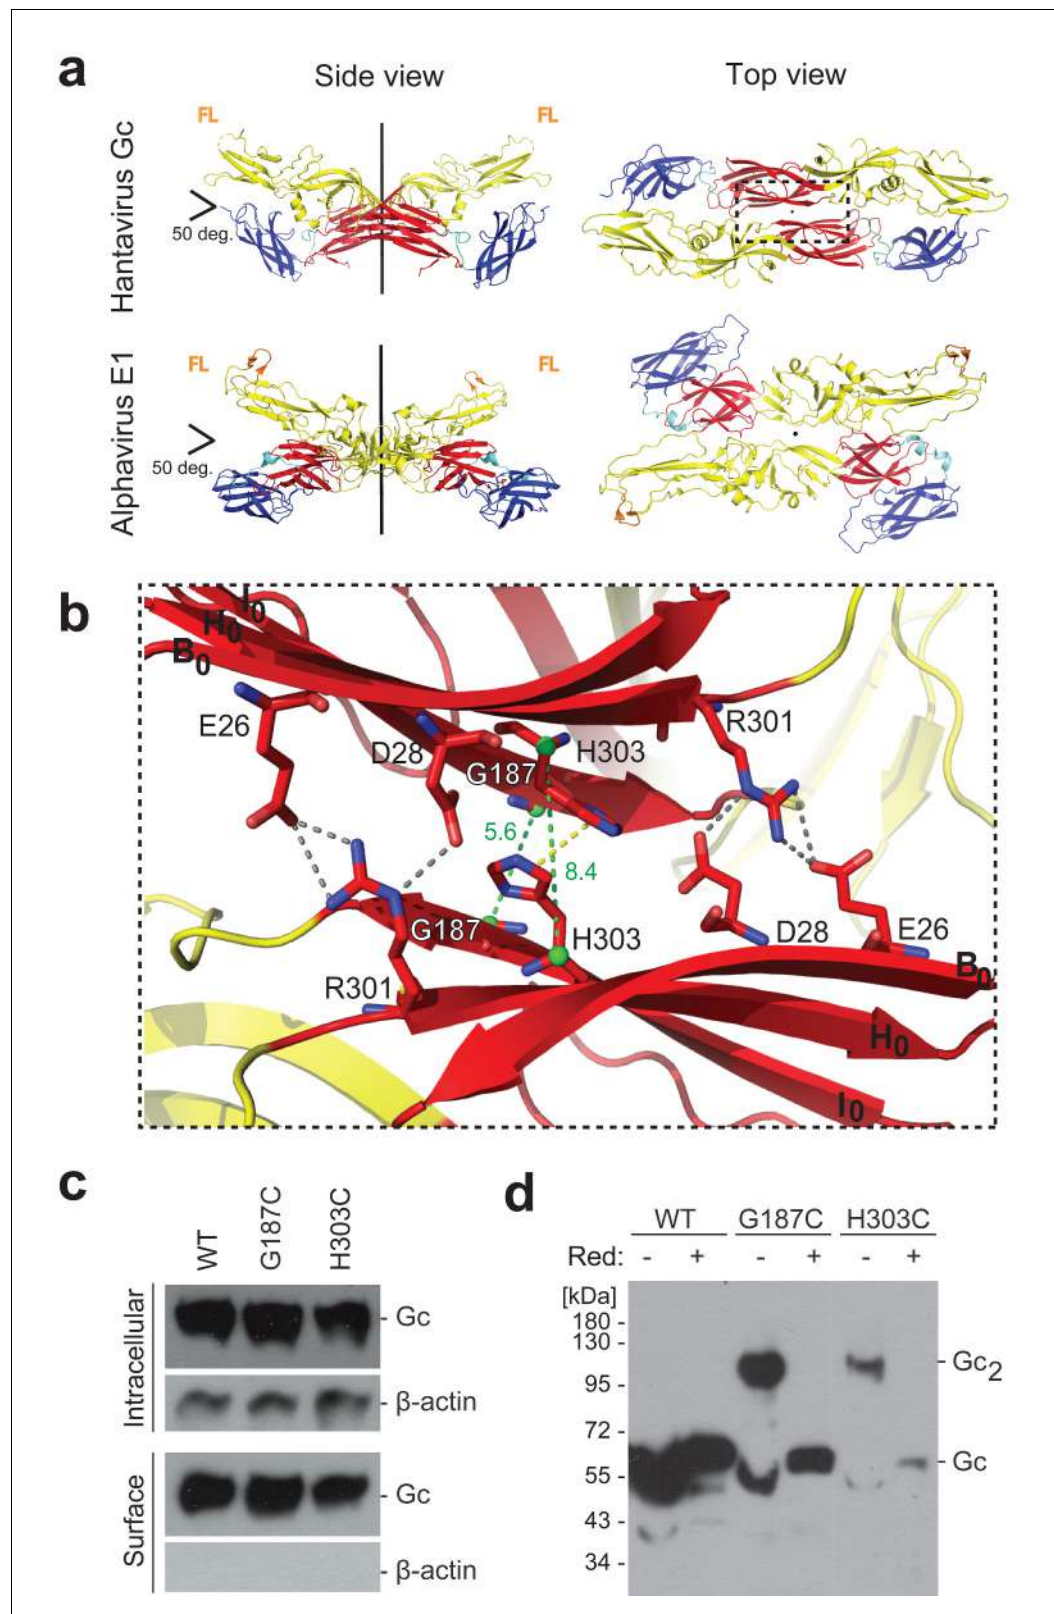 a
Side view
Top view
Hantavirus Gc
FL
FL
50 deg.
Alphavirus E1
FL
FL
50 deg.
b
I0
H0
B0
E26
D28
G187
H303
R301
5.6
8.4
G187
H303
R301
D28
E26
B0
H0
I0
c
WT
G187C
H303C
Intracellular
- Gc
- β-actin
Surface
- Gc
- β-actin
d
WT G187C H303C
Red: - + - + - +
[kDa]
180 -
130 -
95 -
72 -
55 -
43 -
34 -
- Gc2
- Gc